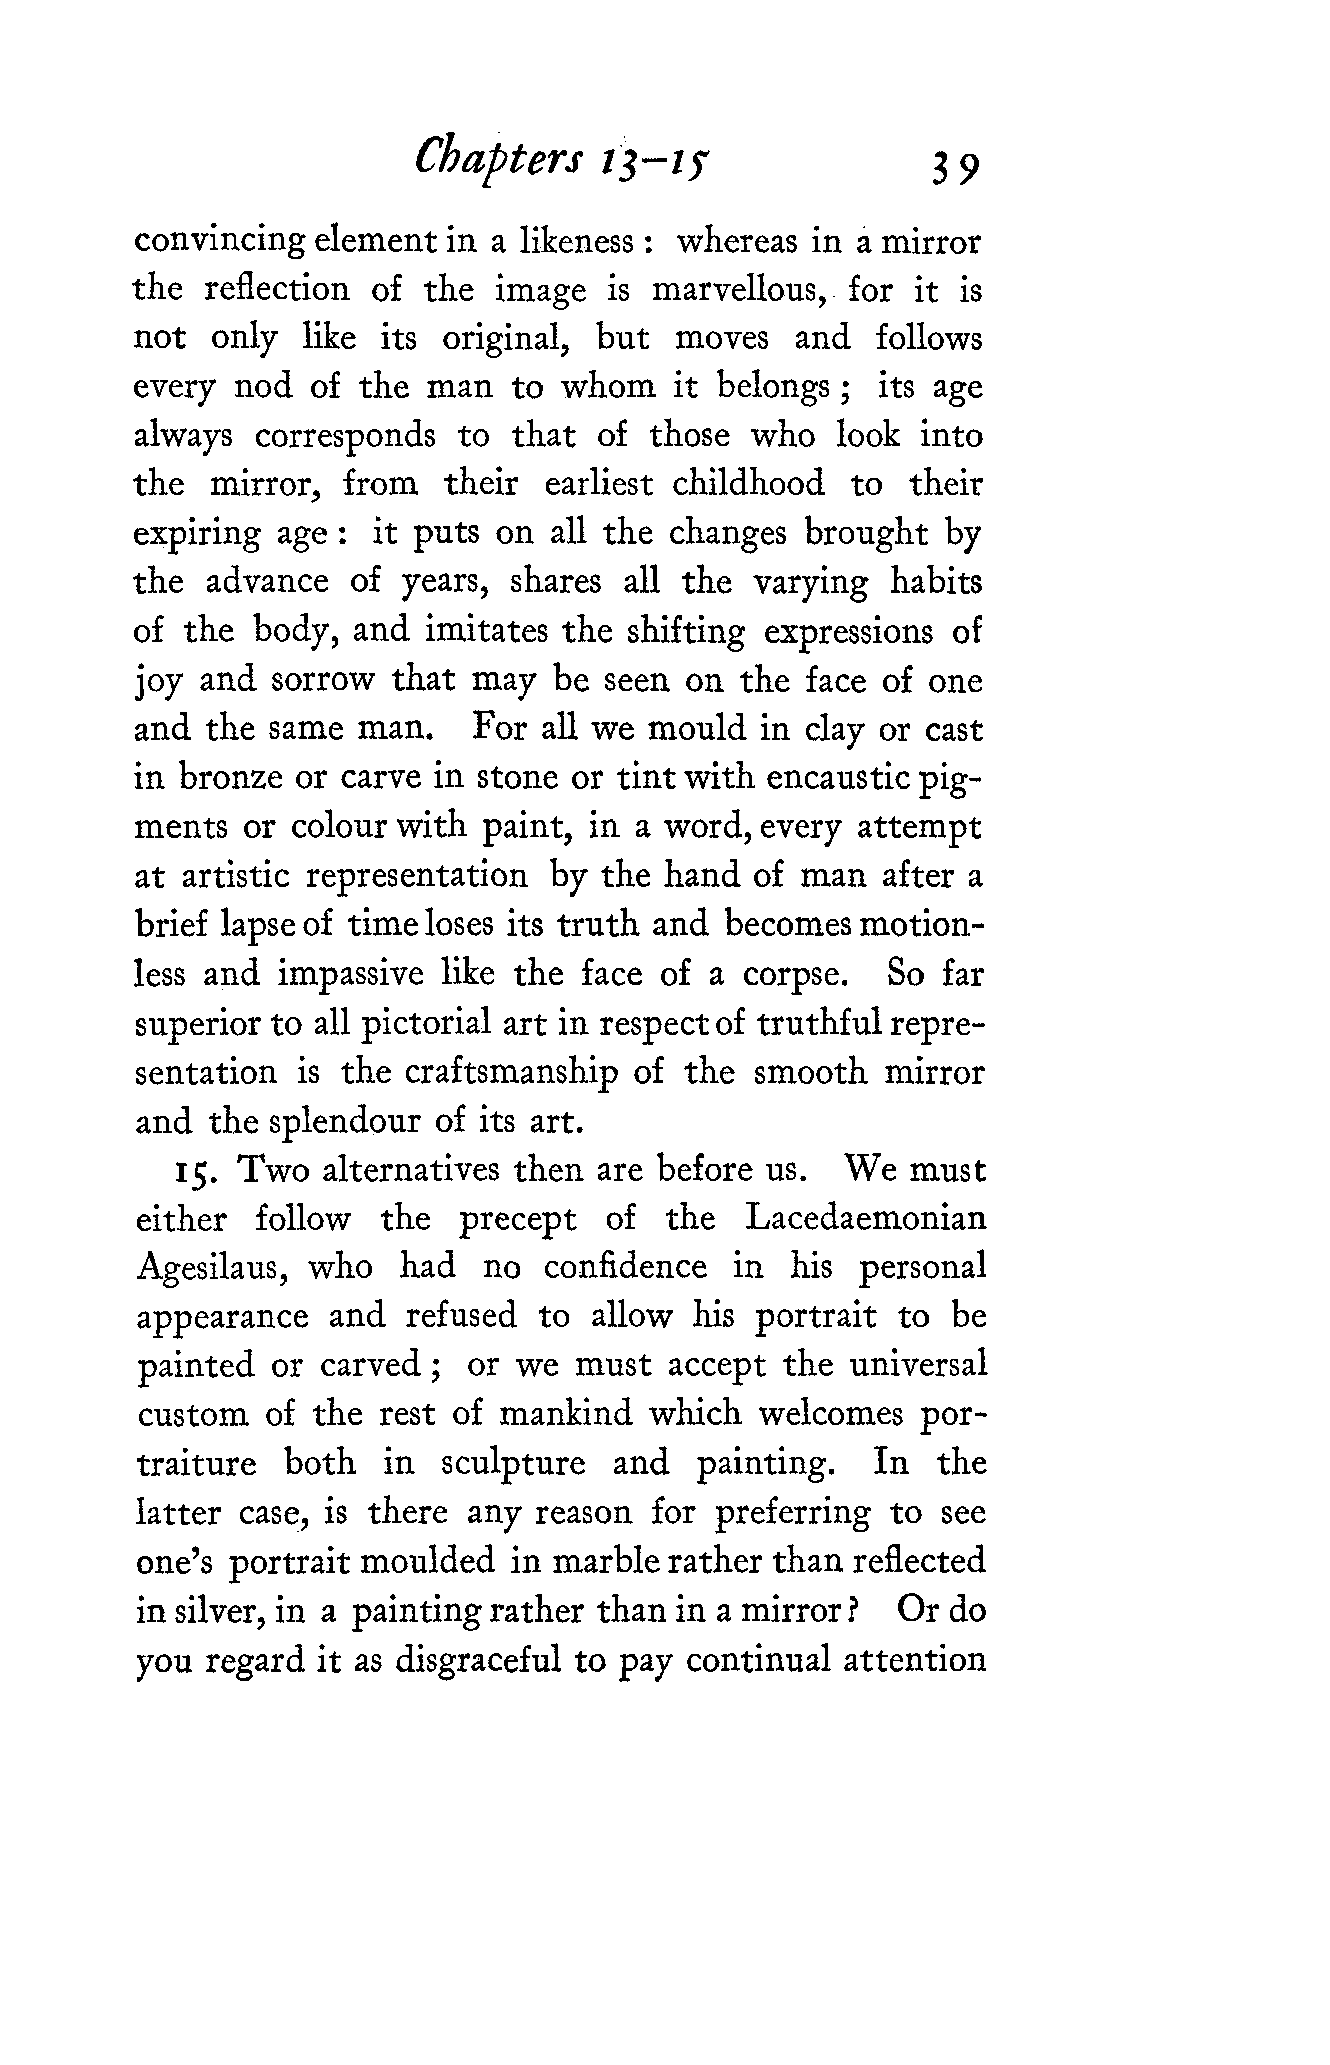 Chapters 13–15 39
convincing element in a likeness : whereas in a mirror
the reflection of the image is marvellous, for it is
not only like its original, but moves and follows
every nod of the man to whom it belongs ; its age
always corresponds to that of those who look into
the mirror, from their earliest childhood to their
expiring age : it puts on all the changes brought by
the advance of years, shares all the varying habits
of the body, and imitates the shifting expressions of
joy and sorrow that may be seen on the face of one
and the same man. For all we mould in clay or cast
in bronze or carve in stone or tint with encaustic pig-
ments or colour with paint, in a word, every attempt
at artistic representation by the hand of man after a
brief lapse of time loses its truth and becomes motion-
less and impassive like the face of a corpse. So far
superior to all pictorial art in respect of truthful repre-
sentation is the craftsmanship of the smooth mirror
and the splendour of its art.
15. Two alternatives then are before us. We must
either follow the precept of the Lacedaemonian
Agesilaus, who had no confidence in his personal
appearance and refused to allow his portrait to be
painted or carved ; or we must accept the universal
custom of the rest of mankind which welcomes por-
traiture both in sculpture and painting. In the
latter case, is there any reason for preferring to see
one's portrait moulded in marble rather than reflected
in silver, in a painting rather than in a mirror ? Or do
you regard it as disgraceful to pay continual attention